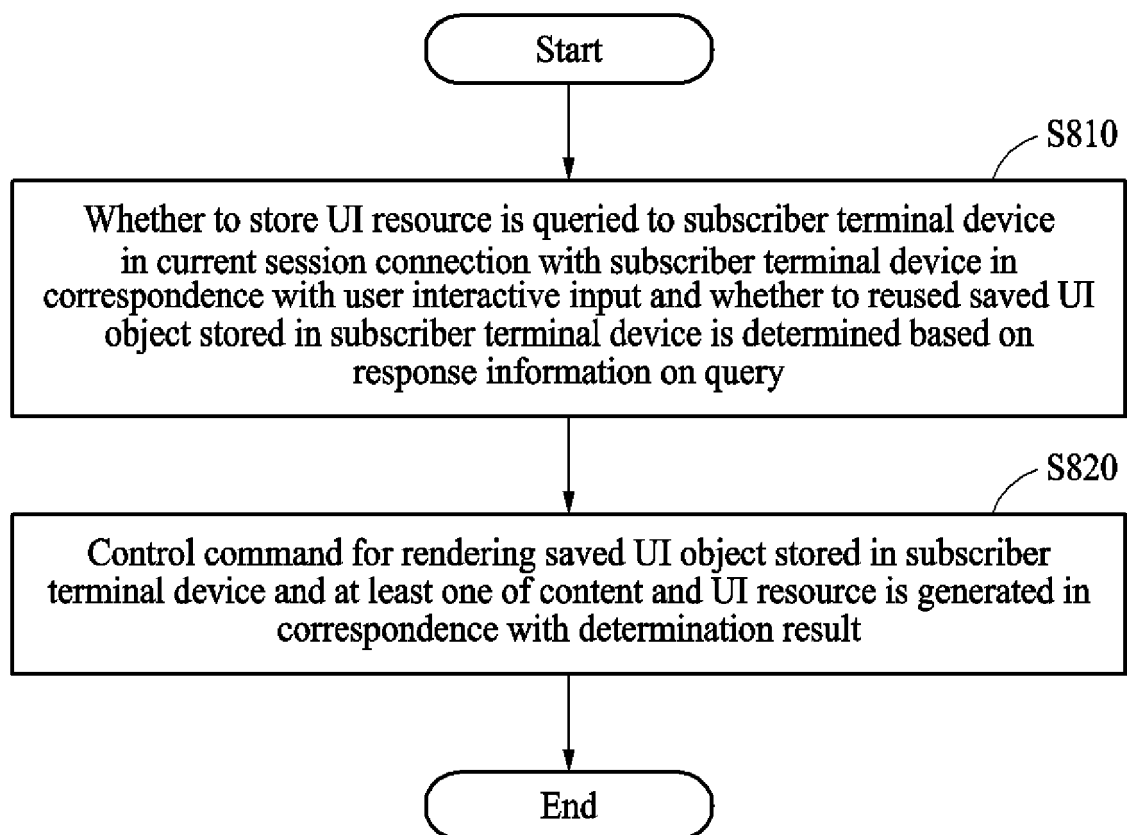 Start
S810
Whether to store UI resource is queried to subscriber terminal device
in current session connection with subscriber terminal device in
correspondence with user interactive input and whether to reused saved UI
object stored in subscriber terminal device is determined based on
response information on query
S820
Control command for rendering saved UI object stored in subscriber
terminal device and at least one of content and UI resource is generated in
correspondence with determination result
End